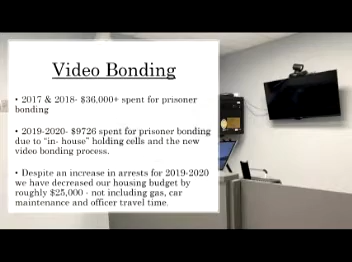 Video Bonding
• 2017 & 2018- $36,000+ spent for prisoner
bonding
• 2019-2020- $9726 spent for prisoner bonding
due to "in- house" holding cells and the new
video bonding process.
• Despite an increase in arrests for 2019-2020
we have decreased our housing budget by
roughly $25,000 - not including gas, car
maintenance and officer travel time.